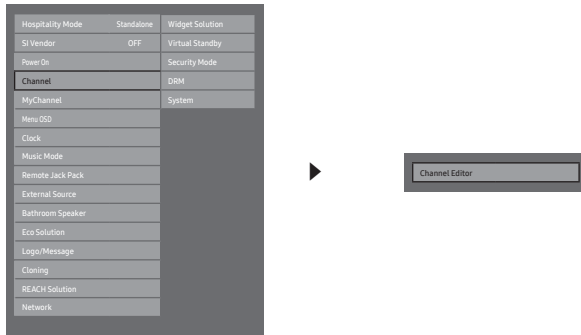 Hospitality Mode Standalone
SI Vendor OFF
Power On
Channel
MyChannel
Menu OSD
Clock
Music Mode
Remote Jack Pack
External Source
Bathroom Speaker
Eco Solution
Logo/Message
Cloning
REACH Solution
Network
Widget Solution
Virtual Standby
Security Mode
DRM
System
Channel Editor